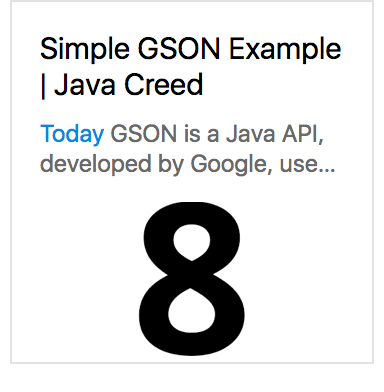 Simple GSON Example
| Java Creed
Today GSON is a Java API,
developed by Google, use...
8